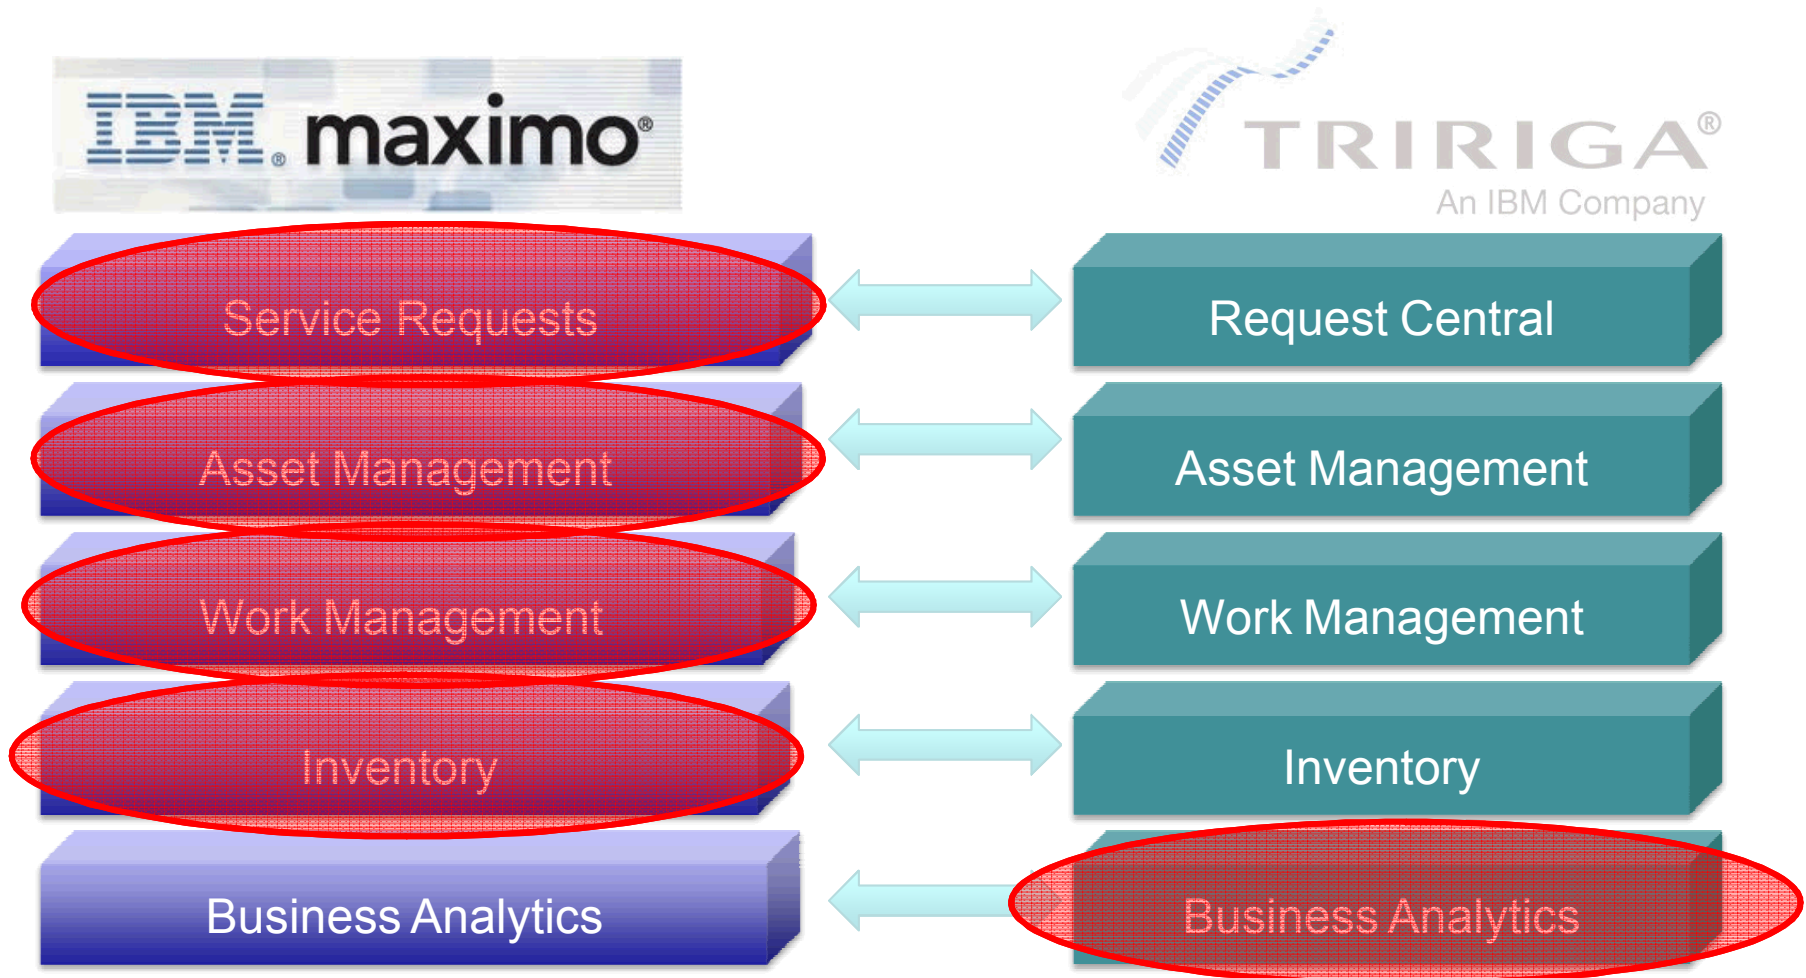 IBM® maximo®
TRIRIGA®
An IBM Company
Service Requests
Request Central
Asset Management
Asset Management
Work Management
Work Management
Inventory
Inventory
Business Analytics
Business Analytics